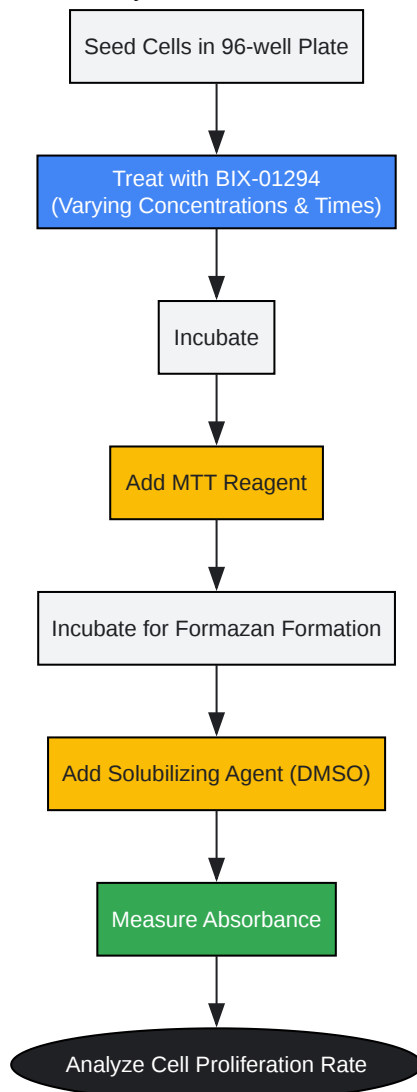 Seed Cells in 96-well Plate
Treat with BIX-01294
(Varying Concentrations & Times)
Incubate
Add MTT Reagent
Incubate for Formazan Formation
Add Solubilizing Agent (DMSO)
Measure Absorbance
Analyze Cell Proliferation Rate